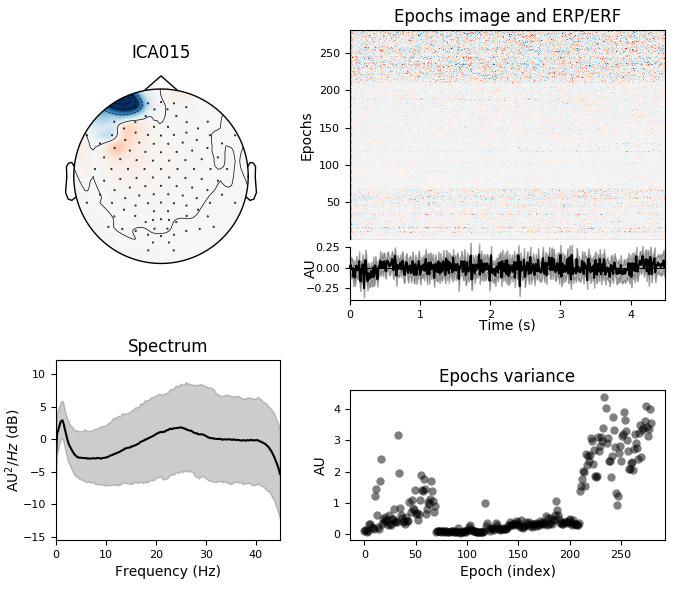 ICA015
Epochs image and ERP/ERF
Epochs
250
200
150
100
50
AU
0.25
0.00
−0.25
0 1 2 3 4
Time (s)
Spectrum
AU²/Hz (dB)
10
5
0
−5
−10
−15
0 10 20 30 40
Frequency (Hz)
Epochs variance
AU
4
3
2
1
0
0 50 100 150 200 250
Epoch (index)